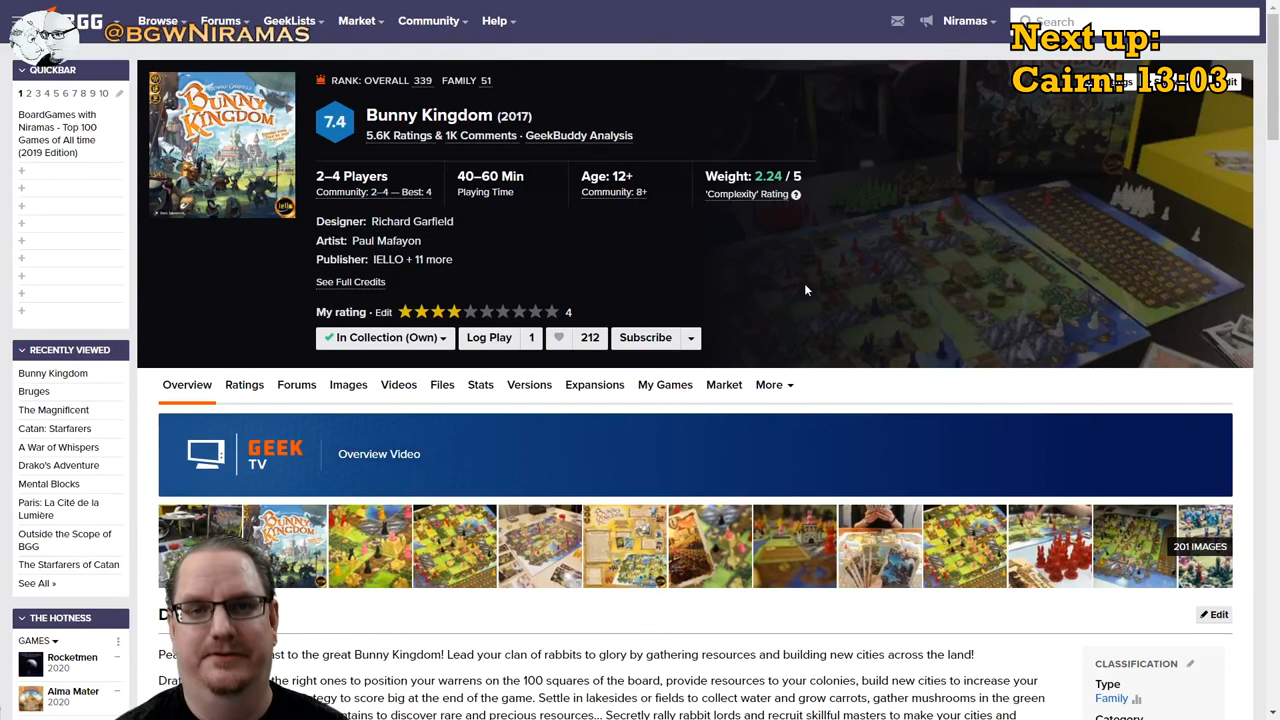 BGG
Browse Forums GeekLists Market Community Help
@BGWNIRAMAS
Niramas
Search
Next up:
Cairn: 13:03
QUICKBAR
1 2 3 4 5 6 7 8 9 10
BoardGames with
Niramas - Top 100
Games of All time
(2019 Edition)
BUNNY
KINGDOM
iello
RANK: OVERALL 339 FAMILY 51
7.4
Bunny Kingdom (2017)
5.6K Ratings & 1K Comments · GeekBuddy Analysis
2–4 Players
Community: 2–4 — Best: 4
40–60 Min
Playing Time
Age: 12+
Community: 8+
Weight: 2.24 / 5
'Complexity' Rating
Designer: Richard Garfield
Artist: Paul Mafayon
Publisher: IELLO + 11 more
See Full Credits
My rating - Edit 4
In Collection (Own) Log Play 1 212 Subscribe
RECENTLY VIEWED
Bunny Kingdom
Bruges
The Magnificent
Catan: Starfarers
A War of Whispers
Drako's Adventure
Mental Blocks
Paris: La Cité de la
Lumière
Outside the Scope of
BGG
The Starfarers of Catan
See All »
THE HOTNESS
GAMES
Rocketmen
2020
Alma Mater
2020
Overview Ratings Forums Images Videos Files Stats Versions Expansions My Games Market More
GEEK
TV
Overview Video
BUNNY
KINGDOM
201 IMAGES
Edit
ast to the great Bunny Kingdom! Lead your clan of rabbits to glory by gathering resources and building new cities across the land!
the right ones to position your warrens on the 100 squares of the board, provide resources to your colonies, build new cities to increase your
tegy to score big at the end of the game. Settle in lakesides or fields to collect water and grow carrots, gather mushrooms in the green
ntains to discover rare and precious resources... Secretly rally rabbit lords and recruit skillful masters to make your cities and
CLASSIFICATION
Type
Family
Category